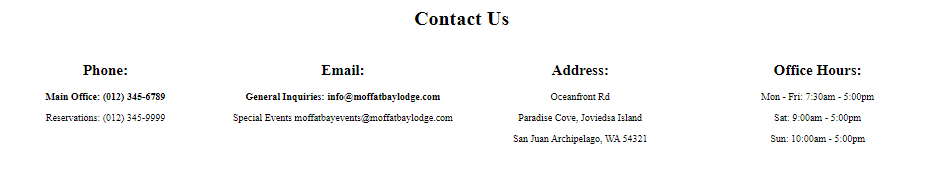 Contact Us
Phone:
Main Office: (012) 345-6789
Reservations: (012) 345-9999
Email:
General Inquiries: info@moffatbaylodge.com
Special Events moffatbayevents@moffatbaylodge.com
Address:
Oceanfront Rd
Paradise Cove, Joviedsa Island
San Juan Archipelago, WA 54321
Office Hours:
Mon - Fri: 7:30am - 5:00pm
Sat: 9:00am - 5:00pm
Sun: 10:00am - 5:00pm